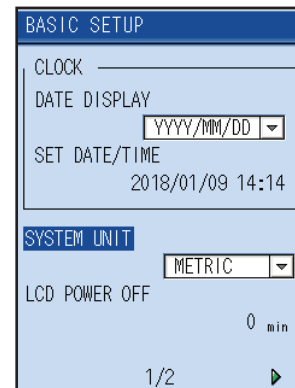 BASIC SETUP
CLOCK
DATE DISPLAY
YYYY/MM/DD
SET DATE/TIME
2018/01/09 14:14
SYSTEM UNIT
METRIC
LCD POWER OFF
0 min
1/2